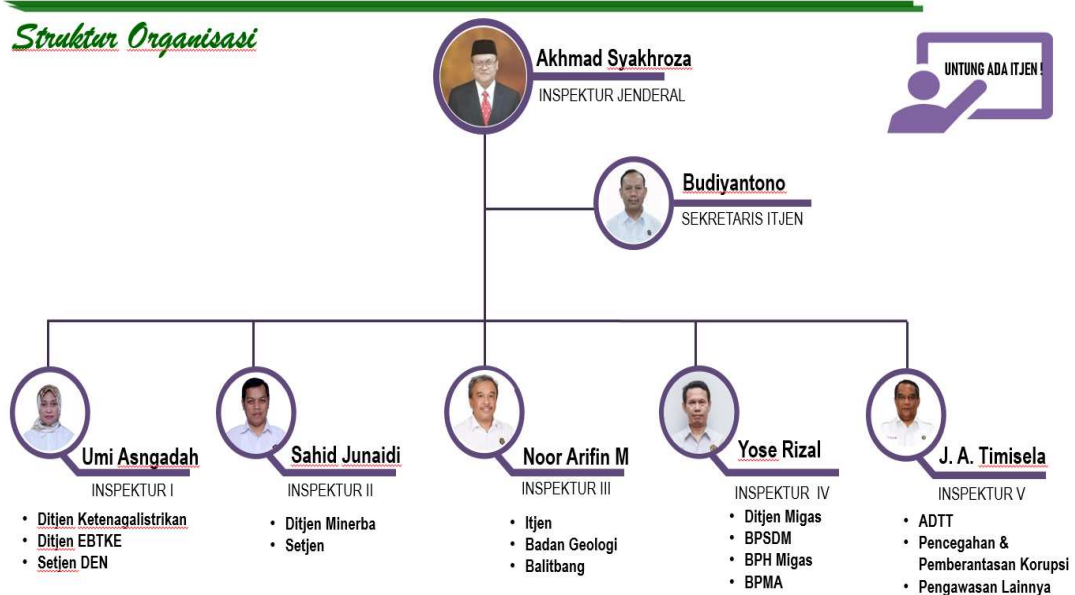 Struktur Organisasi
Akhmad Syakhroza
INSPEKTUR JENDERAL
UNTUNG ADA ITJEN !
Budiyantono
SEKRETARIS ITJEN
Umi Asngadah
INSPEKTUR I
• Ditjen Ketenagalistrikan
• Ditjen EBTKE
• Setjen DEN
Sahid Junaidi
INSPEKTUR II
• Ditjen Minerba
• Setjen
Noor Arifin M
INSPEKTUR III
• Itjen
• Badan Geologi
• Balitbang
Yose Rizal
INSPEKTUR IV
• Ditjen Migas
• BPSDM
• BPH Migas
• BPMA
J. A. Timisela
INSPEKTUR V
• ADTT
• Pencegahan &
Pemberantasan Korupsi
• Pengawasan Lainnya